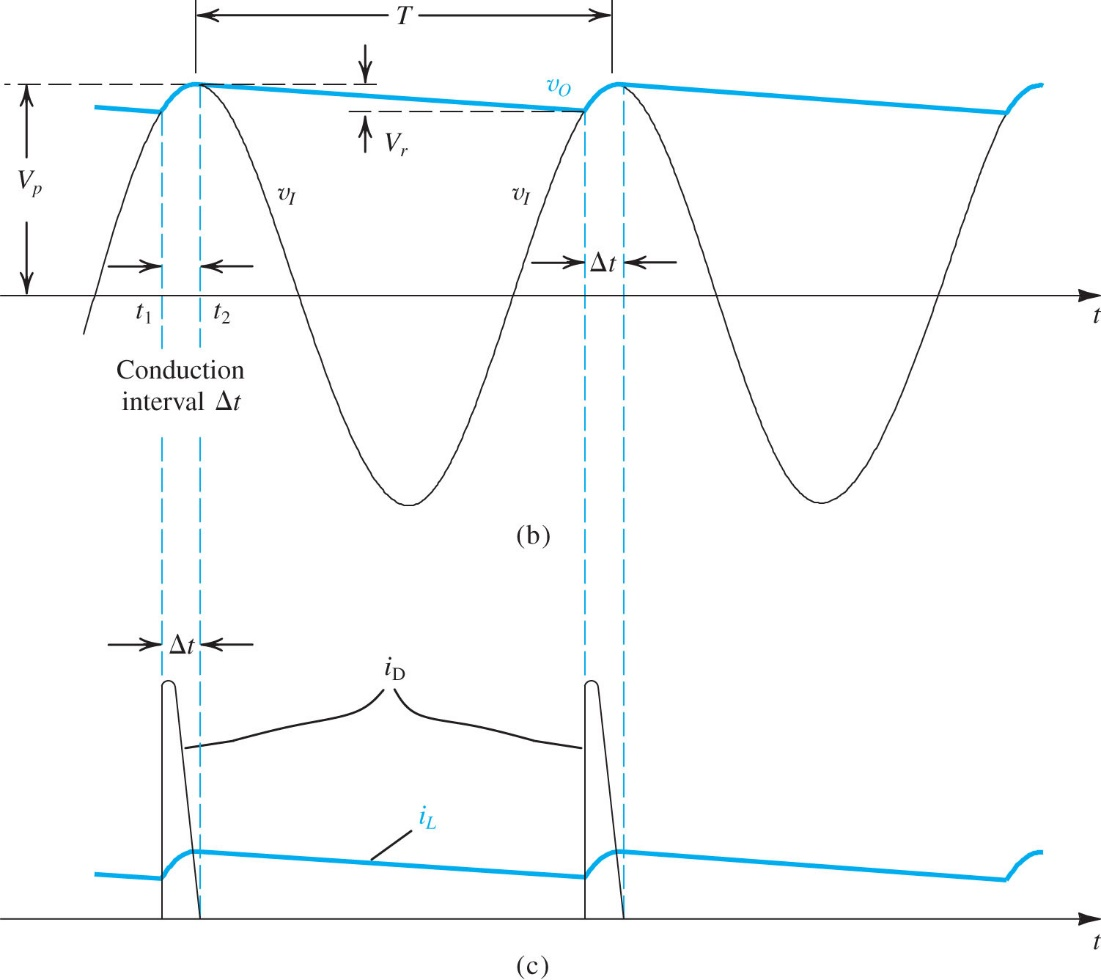 T
v_O
V_r
V_p
v_I
v_I
Δt
t_1
t_2
t
Conduction
interval Δt
(b)
Δt
i_D
i_L
t
(c)